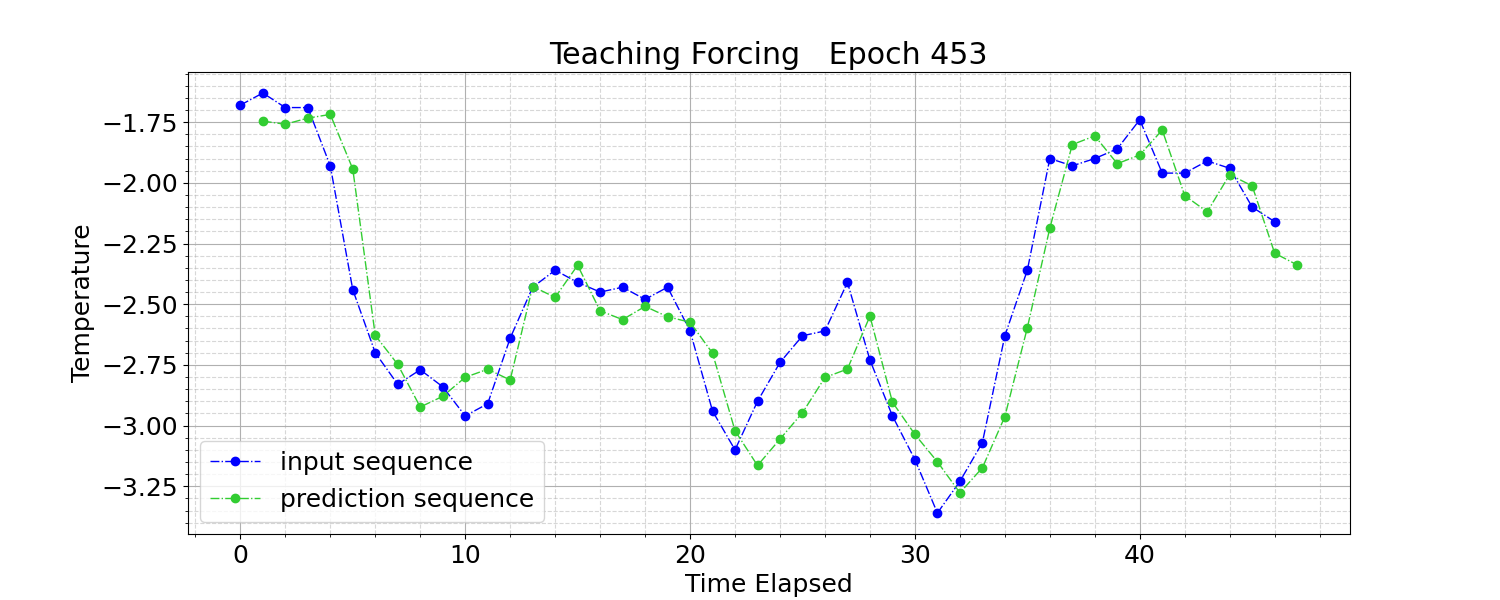 Teaching Forcing   Epoch 453
Temperature
−1.75
−2.00
−2.25
−2.50
−2.75
−3.00
−3.25
input sequence
prediction sequence
0 10 20 30 40
Time Elapsed